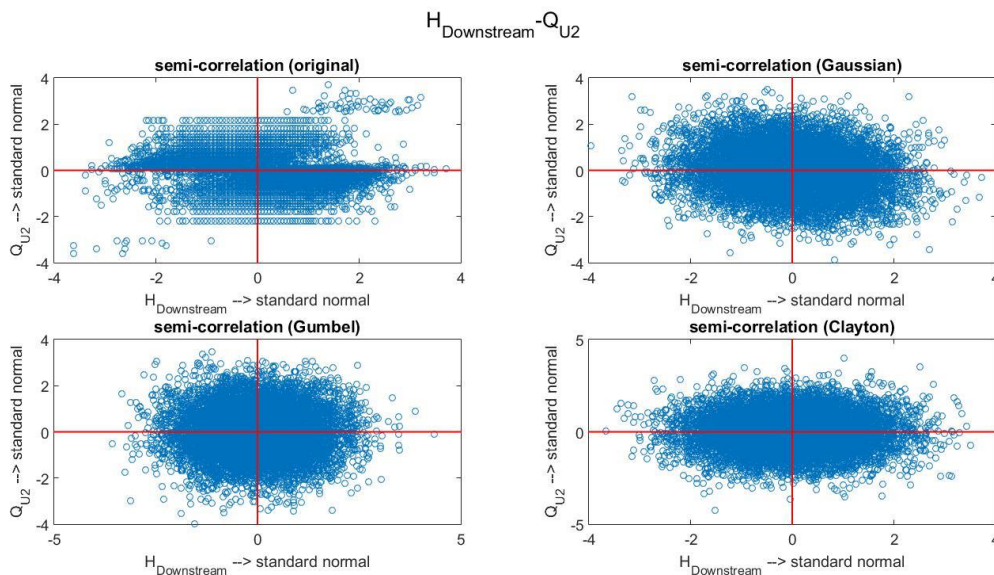 H_Downstream-Q_U2
semi-correlation (original)
4
2
0
-2
-4
-4 -2 0 2 4
Q_U2 --> standard normal
H_Downstream --> standard normal
semi-correlation (Gaussian)
4
2
0
-2
-4
-4 -2 0 2 4
Q_U2 --> standard normal
H_Downstream --> standard normal
semi-correlation (Gumbel)
4
2
0
-2
-4
-5 0 5
Q_U2 --> standard normal
H_Downstream --> standard normal
semi-correlation (Clayton)
5
0
-5
-4 -2 0 2 4
Q_U2 --> standard normal
H_Downstream --> standard normal